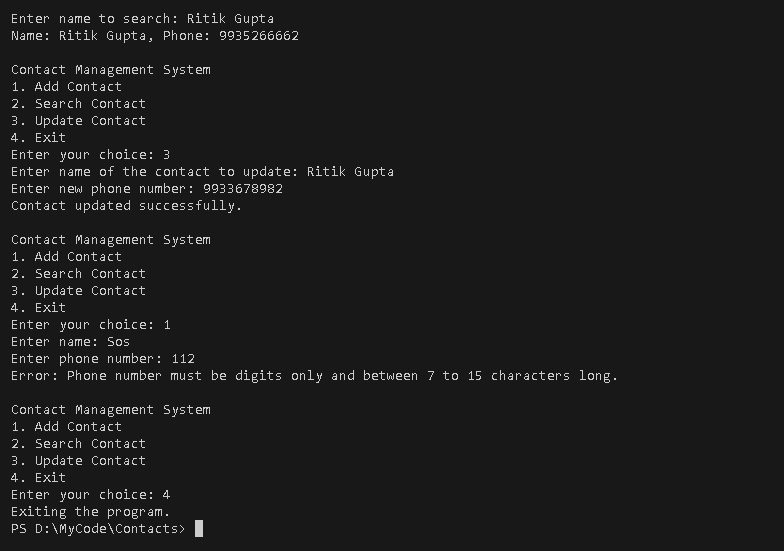 Enter name to search: Ritik Gupta
Name: Ritik Gupta, Phone: 9935266662
Contact Management System
1. Add Contact
2. Search Contact
3. Update Contact
4. Exit
Enter your choice: 3
Enter name of the contact to update: Ritik Gupta
Enter new phone number: 9933678982
Contact updated successfully.
Contact Management System
1. Add Contact
2. Search Contact
3. Update Contact
4. Exit
Enter your choice: 1
Enter name: Sos
Enter phone number: 112
Error: Phone number must be digits only and between 7 to 15 characters long.
Contact Management System
1. Add Contact
2. Search Contact
3. Update Contact
4. Exit
Enter your choice: 4
Exiting the program.
PS D:\MyCode\Contacts>